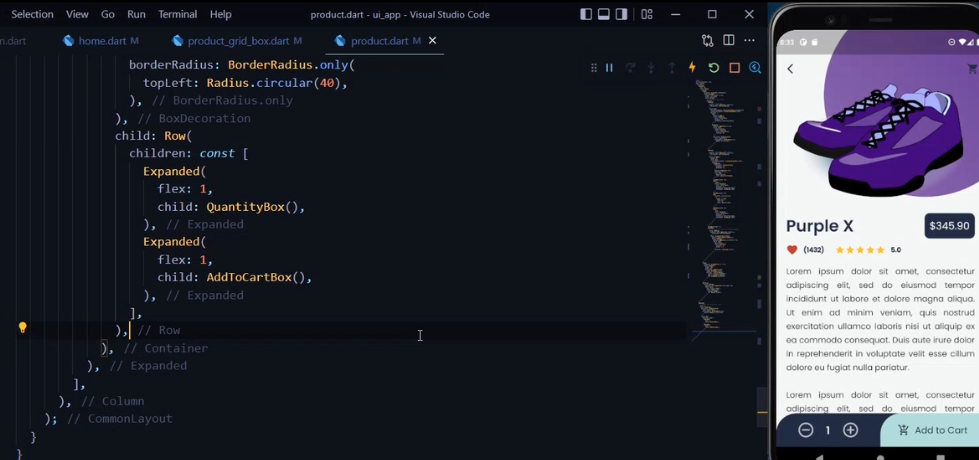 Selection View Go Run Terminal Help product.dart - ui_app - Visual Studio Code
n.dart home.dart M product_grid_box.dart M product.dart M
borderRadius: BorderRadius.only(
topLeft: Radius.circular(40),
), // BorderRadius.only
), // BoxDecoration
child: Row(
children: const [
Expanded(
flex: 1,
child: QuantityBox(),
), // Expanded
Expanded(
flex: 1,
child: AddToCartBox(),
), // Expanded
],
), // Row
), // Container
), // Expanded
],
), // Column
); // CommonLayout
}
}
8:33
Purple X
$345.90
(1432) 5.0
Lorem ipsum dolor sit amet, consectetur
adipiscing elit, sed do eiusmod tempor
incididunt ut labore et dolore magna aliqua.
Ut enim ad minim veniam, quis nostrud
exercitation ullamco laboris nisi ut aliquip ex
ea commodo consequat. Duis aute irure dolor
in reprehenderit in voluptate velit esse cillum
dolore eu fugiat nulla pariatur.
Lorem ipsum dolor sit amet, consectetur
adipiscing elit, sed do eiusmod tempor
1
Add to Cart